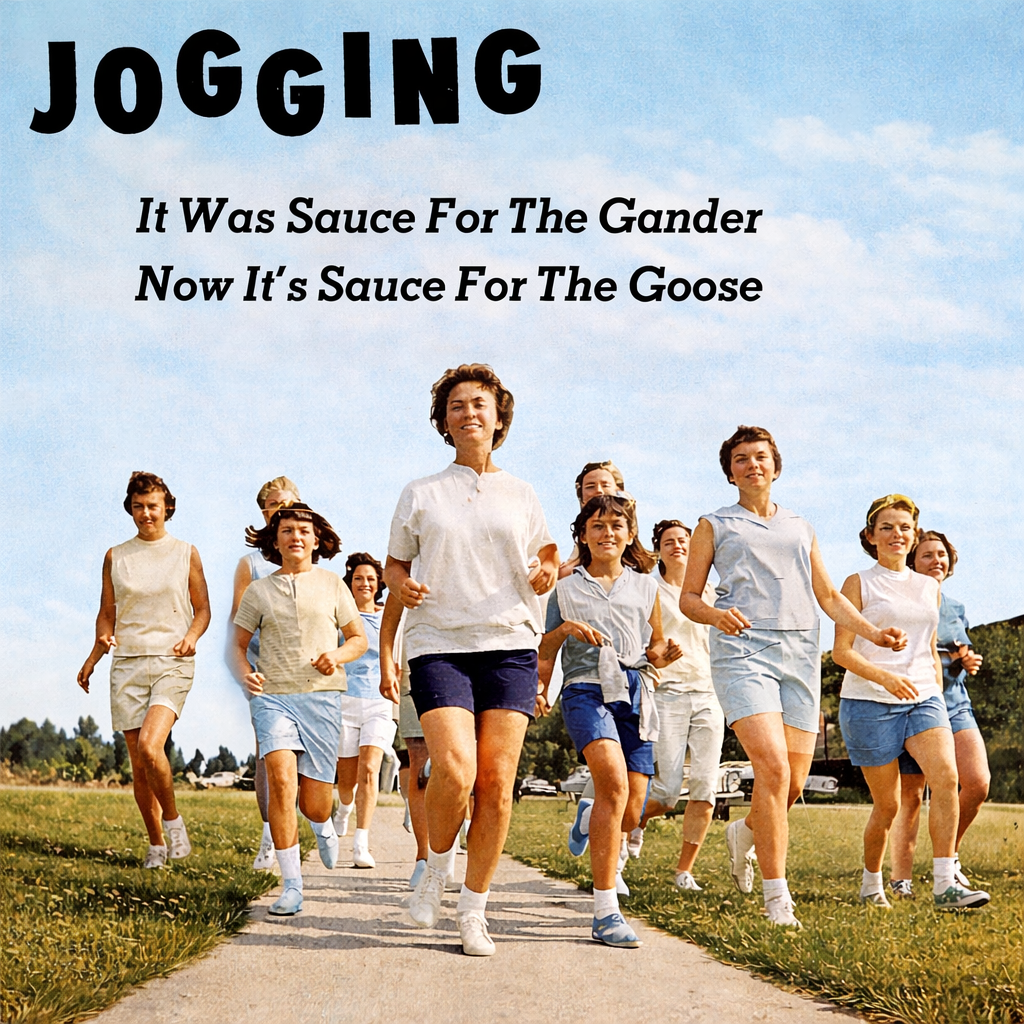 JOGGING
It Was Sauce For The Gander
Now It's Sauce For The Goose